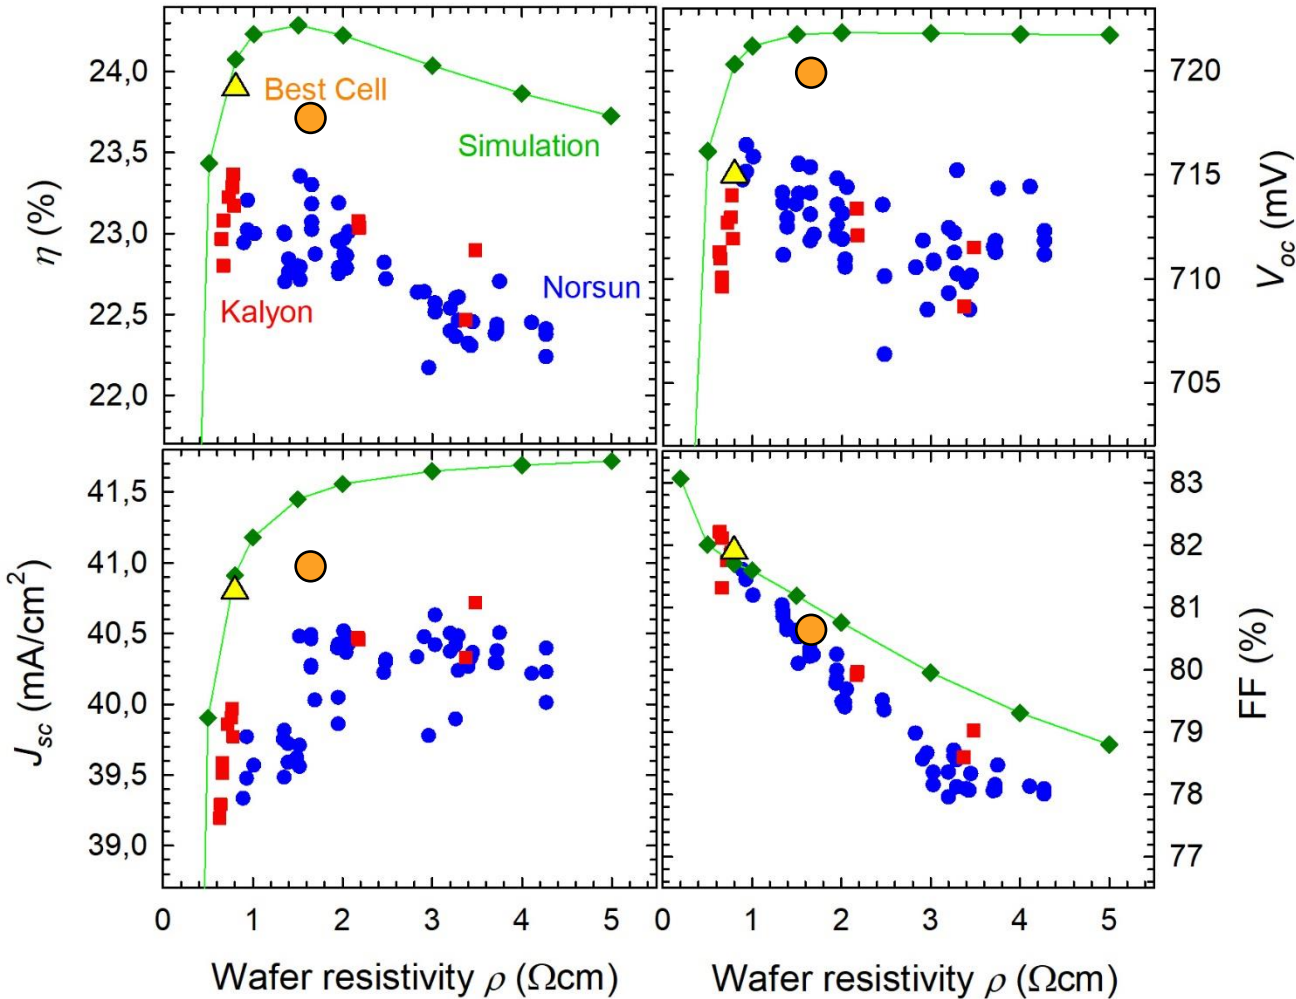 24,0
23,5
23,0
22,5
22,0
η (%)
Best Cell
Simulation
Kalyon
Norsun
720
715
710
705
V_oc (mV)
41,5
41,0
40,5
40,0
39,5
39,0
J_sc (mA/cm²)
83
82
81
80
79
78
77
FF (%)
0 1 2 3 4 5
0 1 2 3 4 5
Wafer resistivity ρ (Ωcm)
Wafer resistivity ρ (Ωcm)